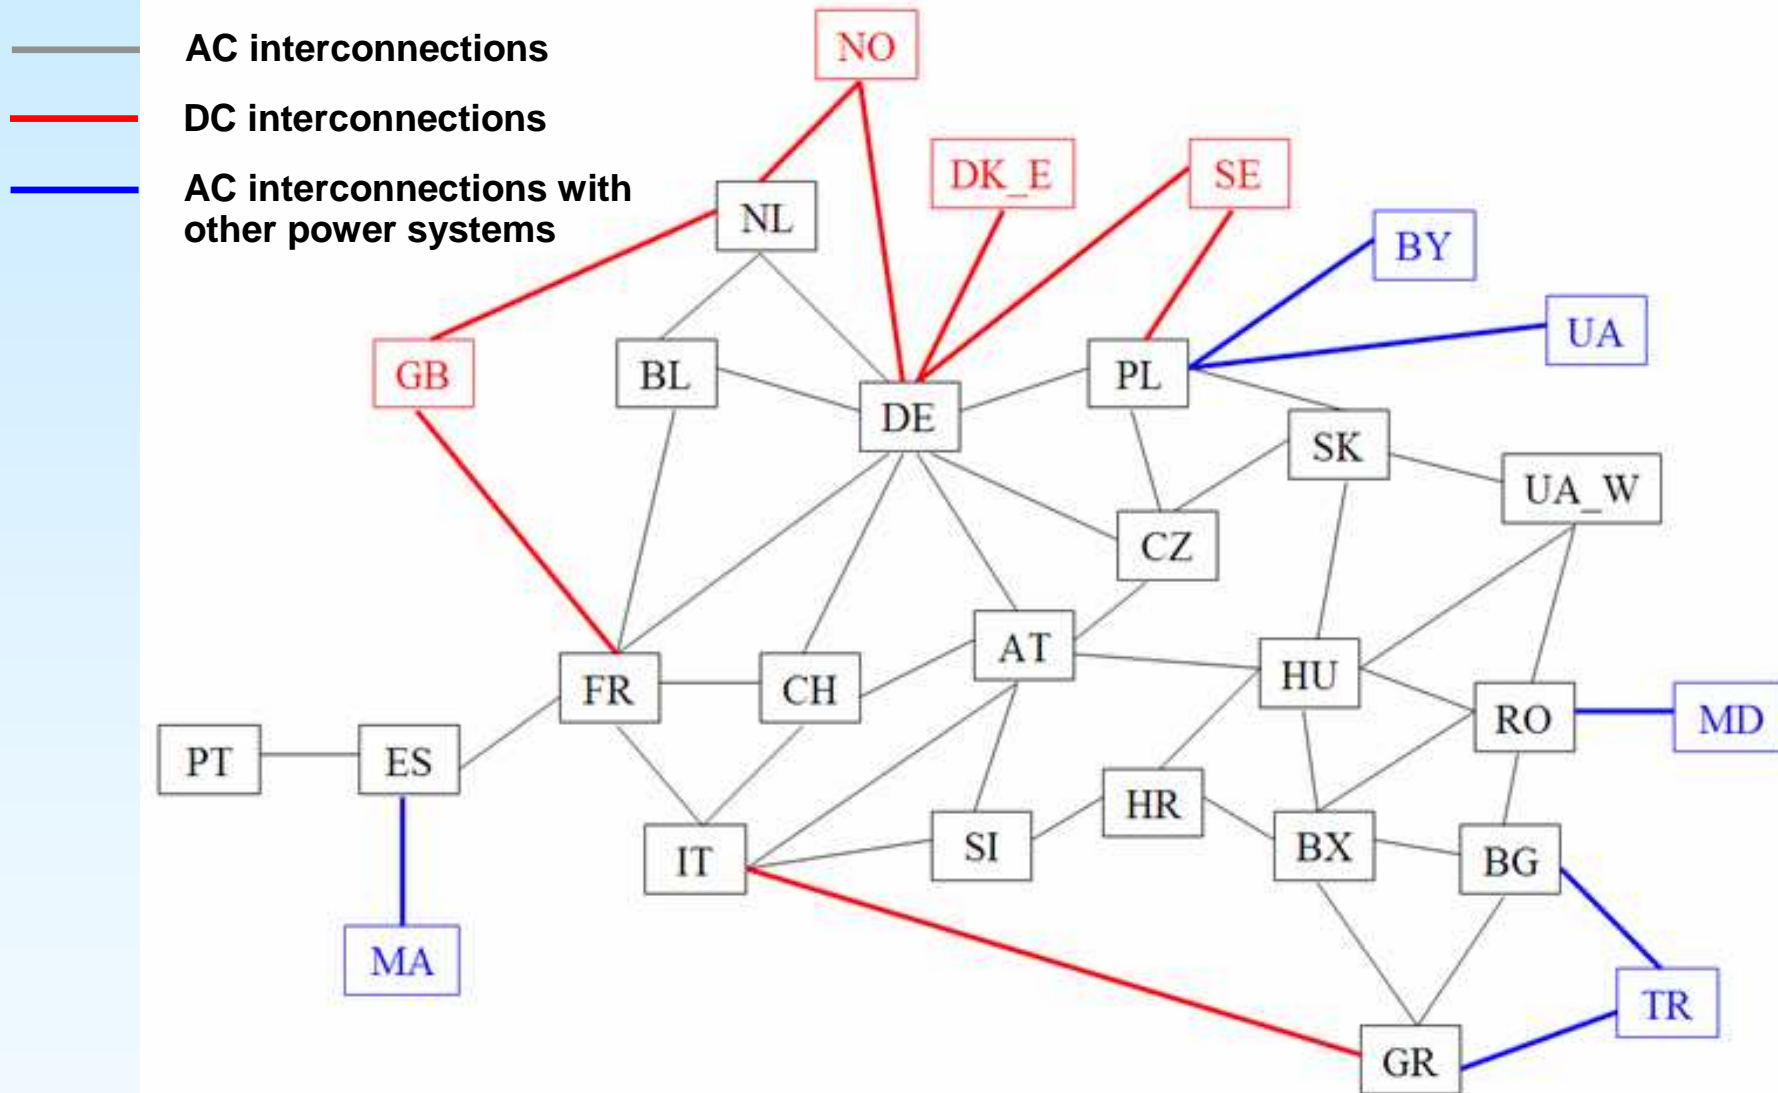 AC interconnections
DC interconnections
AC interconnections with
other power systems
NO
DK_E
SE
NL
BY
UA
GB
BL
DE
PL
SK
UA_W
CZ
AT
FR
CH
HU
RO
MD
PT
ES
HR
IT
SI
BX
BG
MA
TR
GR